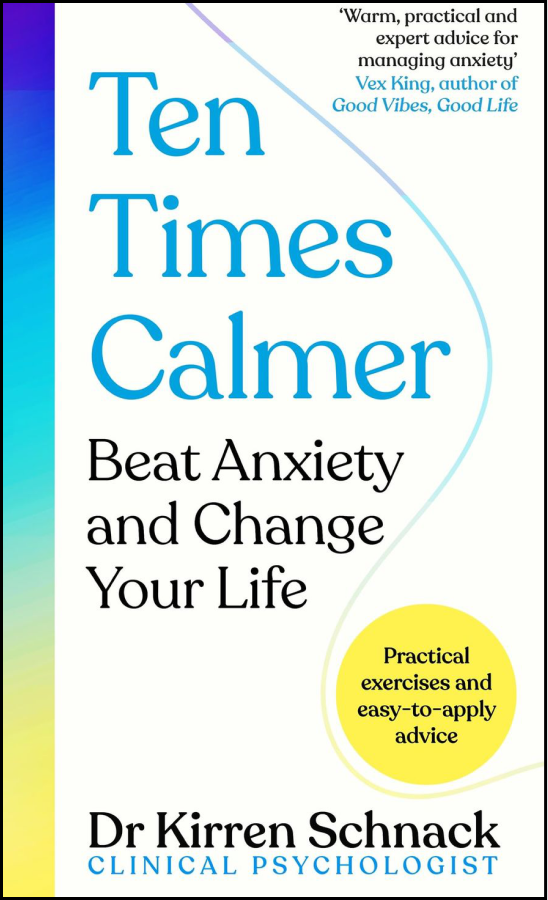 ‘Warm, practical and
expert advice for
managing anxiety’
Vex King, author of
Good Vibes, Good Life
Ten
Times
Calmer
Beat Anxiety
and Change
Your Life
Practical
exercises and
easy-to-apply
advice
Dr Kirren Schnack
CLINICAL PSYCHOLOGIST